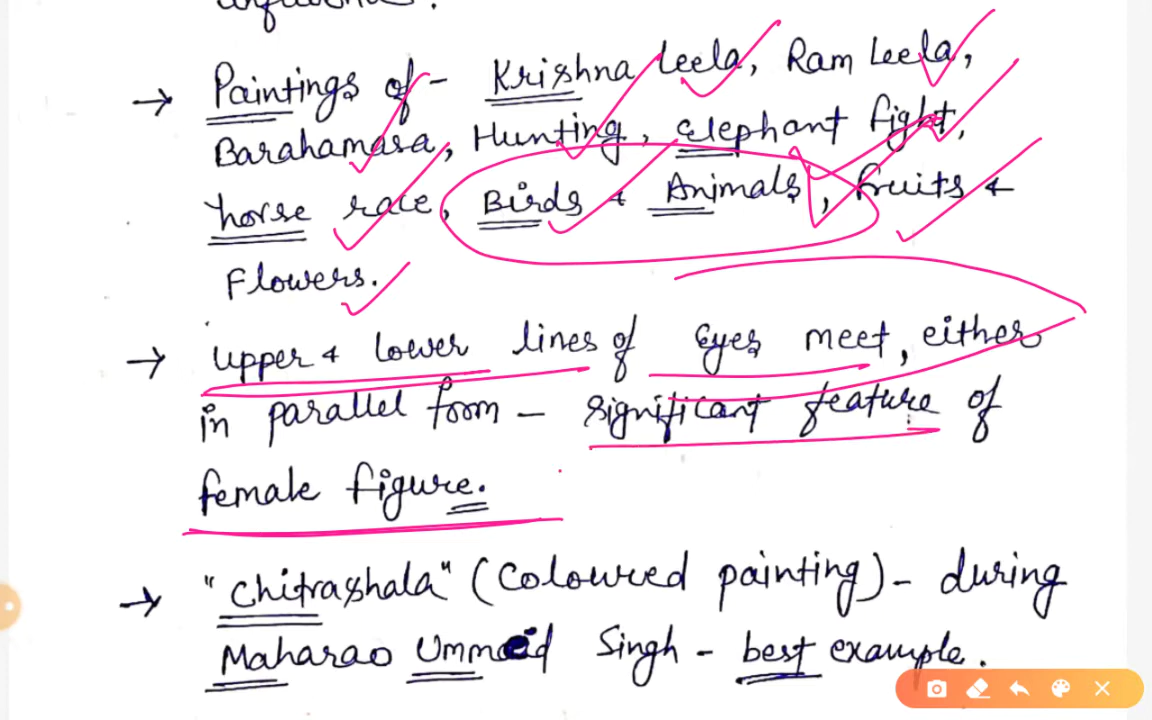 → Paintings of - Krishna leela, Ram Leela,
Barahamasa, Hunting, elephant fight,
horse race, Birds & Animals, fruits &
Flowers.
→ upper & lower lines of Eyes meet, either
in parallel form - significant feature of
female figure.
→ "Chitrashala" (coloured painting) - during
Maharao Ummeid Singh - best example.